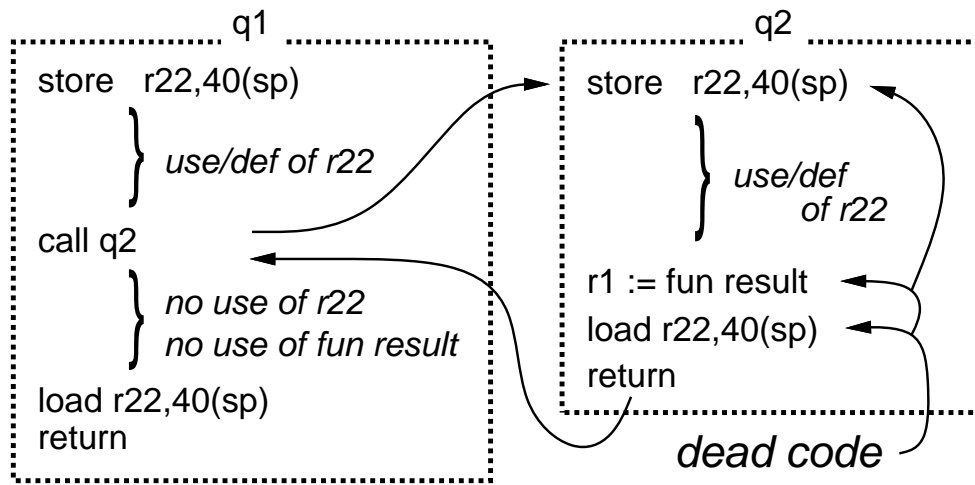 q1
store r22,40(sp)
use/def of r22
call q2
no use of r22
no use of fun result
load r22,40(sp)
return
q2
store r22,40(sp)
use/def
of r22
r1 := fun result
load r22,40(sp)
return
dead code